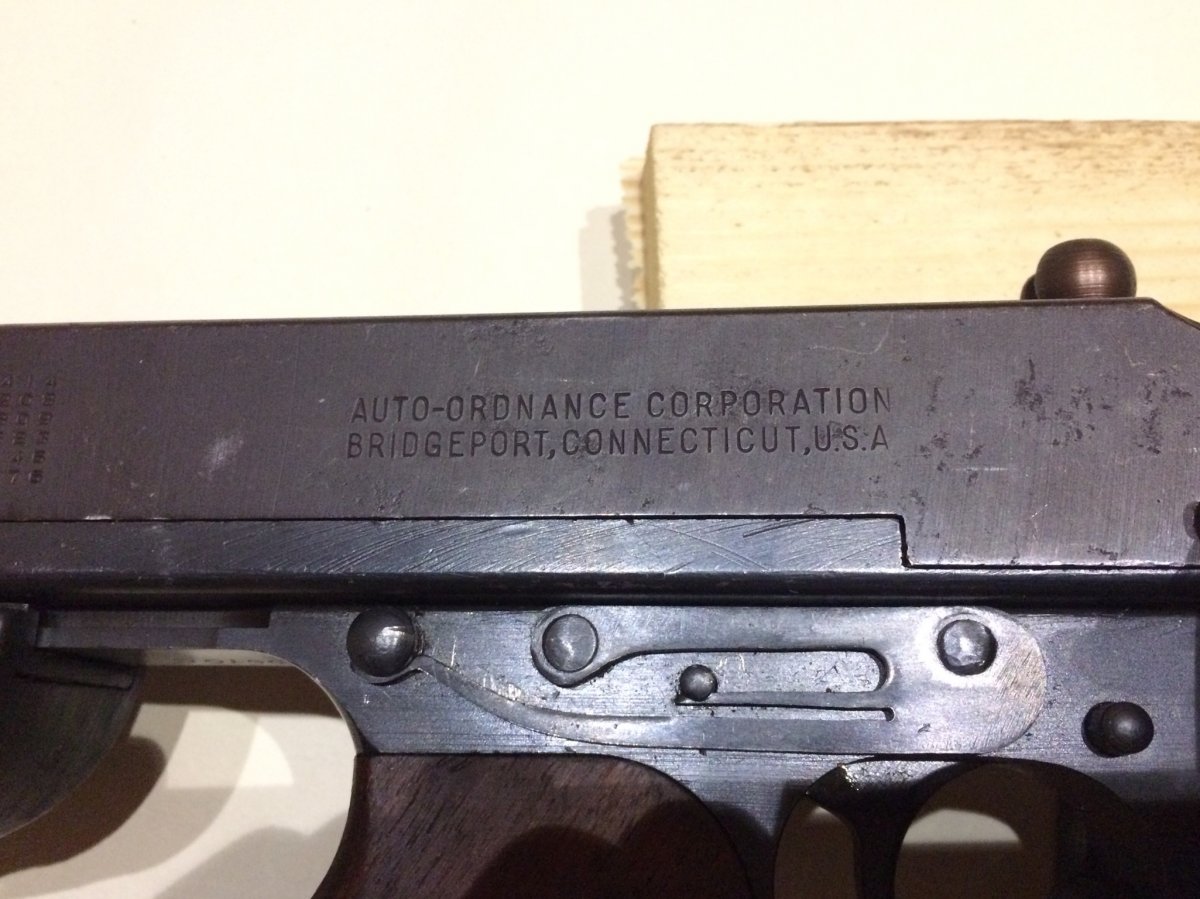 AUTO-ORDNANCE CORPORATION
BRIDGEPORT, CONNECTICUT, U.S.A